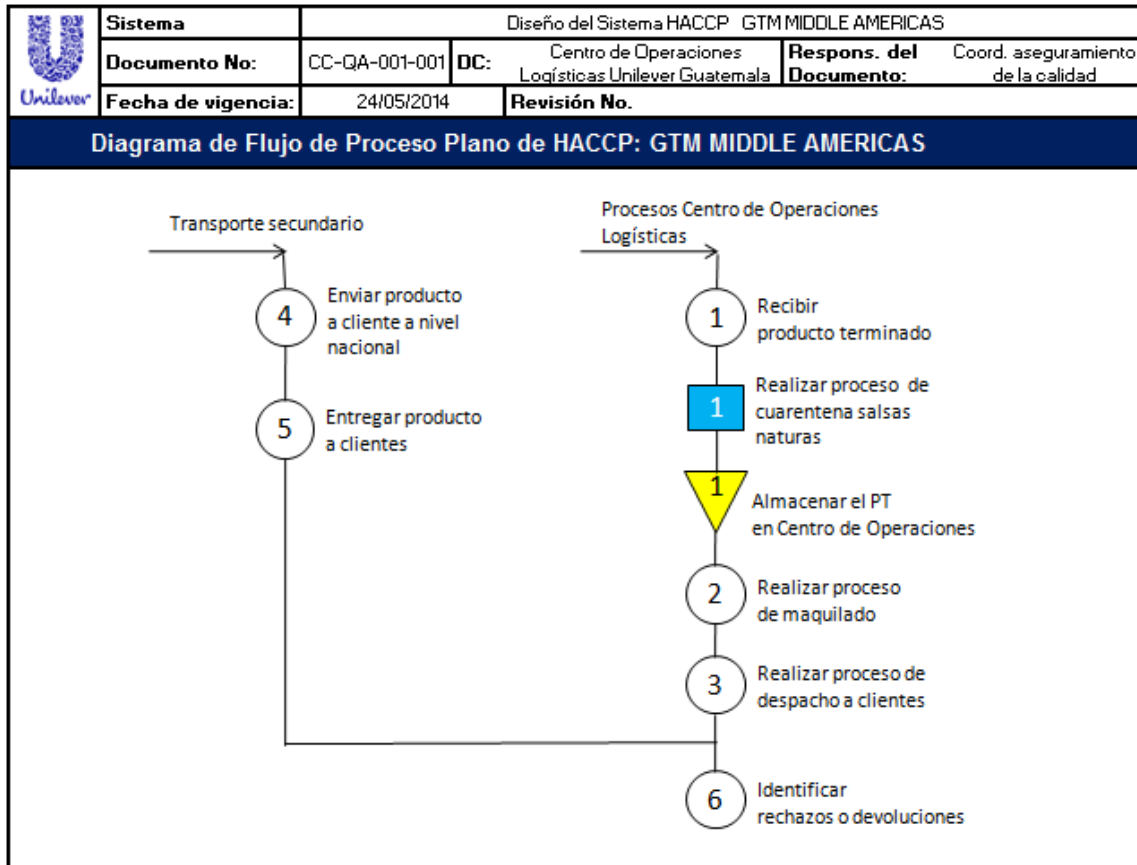 Sistema
Diseño del Sistema HACCP GTM MIDDLE AMERICAS
Documento No:
CC-QA-001-001
DC:
Centro de Operaciones
Logísticas Unilever Guatemala
Respons. del
Documento:
Coord. aseguramiento
de la calidad
Unilever
Fecha de vigencia:
24/05/2014
Revisión No.
Diagrama de Flujo de Proceso Plano de HACCP: GTM MIDDLE AMERICAS
Transporte secundario
4
Enviar producto
a cliente a nivel
nacional
5
Entregar producto
a clientes
Procesos Centro de Operaciones
Logísticas
1
Recibir
producto terminado
1
Realizar proceso de
cuarentena salsas
naturas
1
Almacenar el PT
en Centro de Operaciones
2
Realizar proceso
de maquilado
3
Realizar proceso de
despacho a clientes
6
Identificar
rechazos o devoluciones